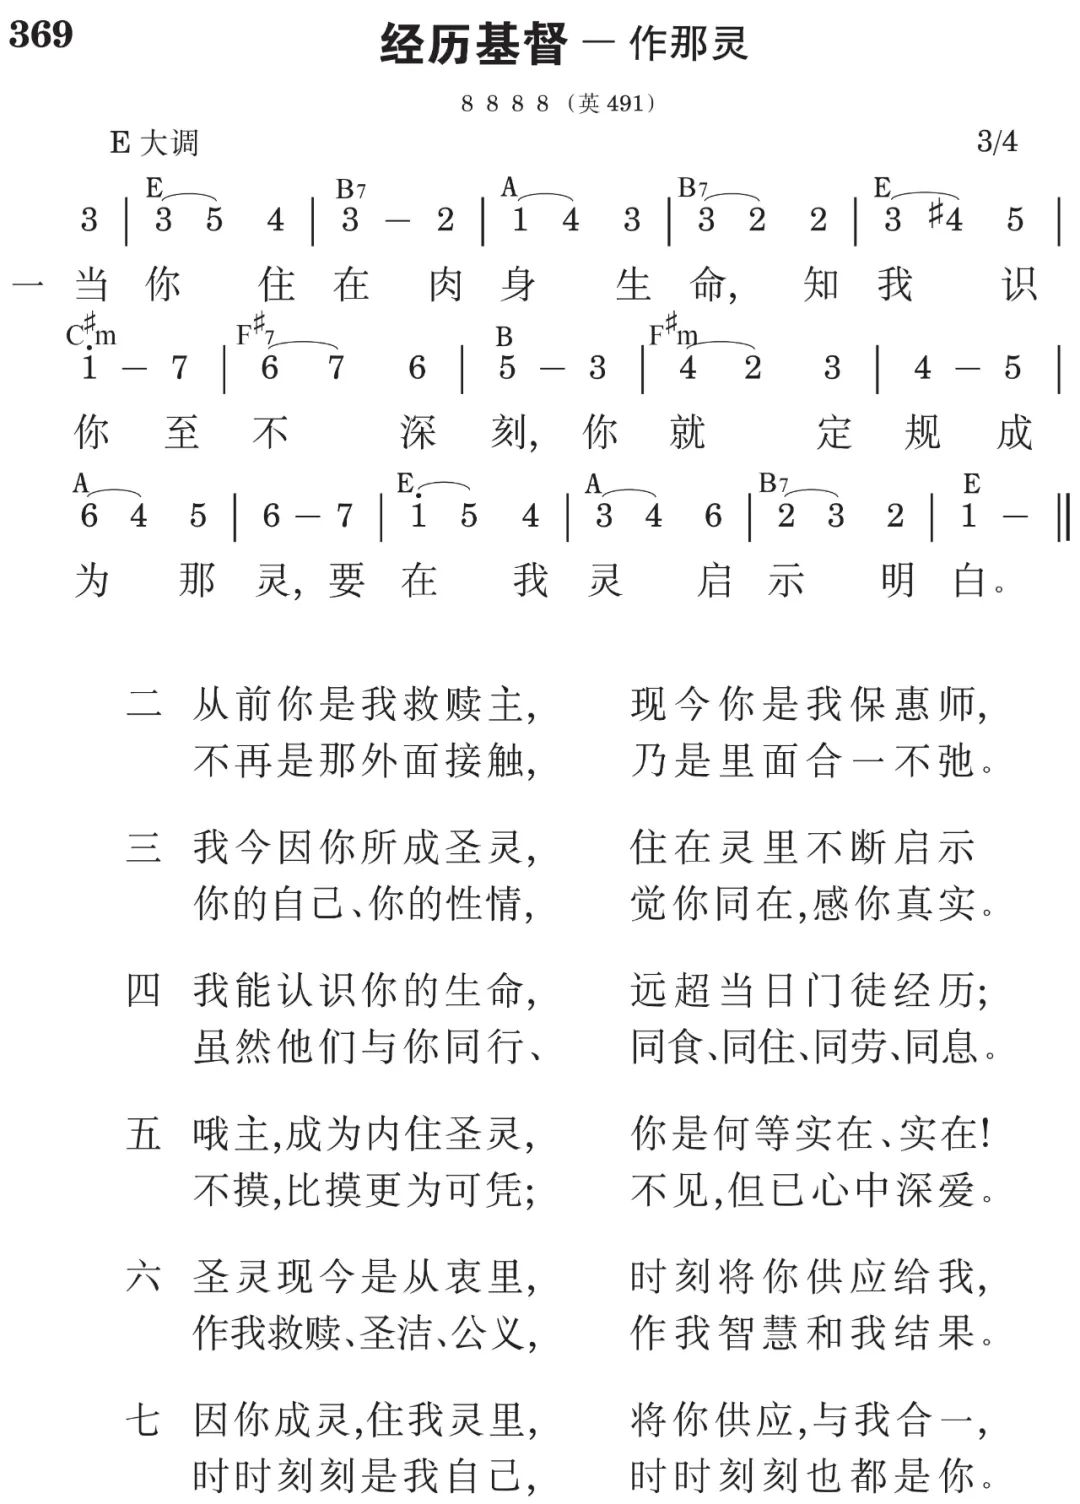 369
经历基督－作那灵
8 8 8 8（英 491）
E 大调 3/4
E B7 A B7 E
3 | 3 5 4 | 3 － 2 | 1 4 3 | 3 2 2 | 3 ♯4 5 |
一 当 你 住 在 肉 身 生 命, 知 我 识
C♯m F♯7 B F♯m
i － 7 | 6 7 6 | 5 － 3 | 4 2 3 | 4 － 5 |
你 至 不 深 刻, 你 就 定 规 成
A E A B7 E
6 4 5 | 6 － 7 | i 5 4 | 3 4 6 | 2 3 2 | 1 － ‖
为 那 灵, 要 在 我 灵 启 示 明 白。
二 从前你是我救赎主, 现今你是我保惠师,
不再是那外面接触, 乃是里面合一不弛。
三 我今因你所成圣灵, 住在灵里不断启示
你的自己、你的性情, 觉你同在,感你真实。
四 我能认识你的生命, 远超当日门徒经历;
虽然他们与你同行、 同食、同住、同劳、同息。
五 哦主,成为内住圣灵, 你是何等实在、实在!
不摸,比摸更为可凭; 不见,但已心中深爱。
六 圣灵现今是从衷里, 时刻将你供应给我,
作我救赎、圣洁、公义, 作我智慧和我结果。
七 因你成灵,住我灵里, 将你供应,与我合一,
时时刻刻是我自己, 时时刻刻也都是你。